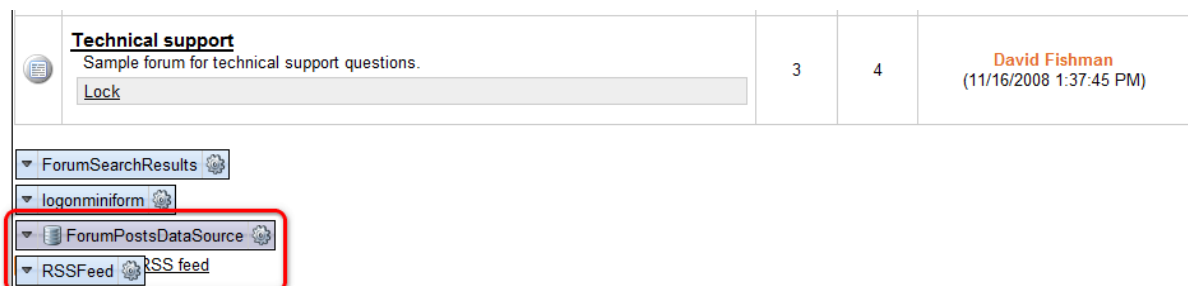 Technical support
Sample forum for technical support questions.
Lock
3
4
David Fishman
(11/16/2008 1:37:45 PM)
ForumSearchResults
logonminiform
ForumPostsDataSource
RSSFeed RSS feed